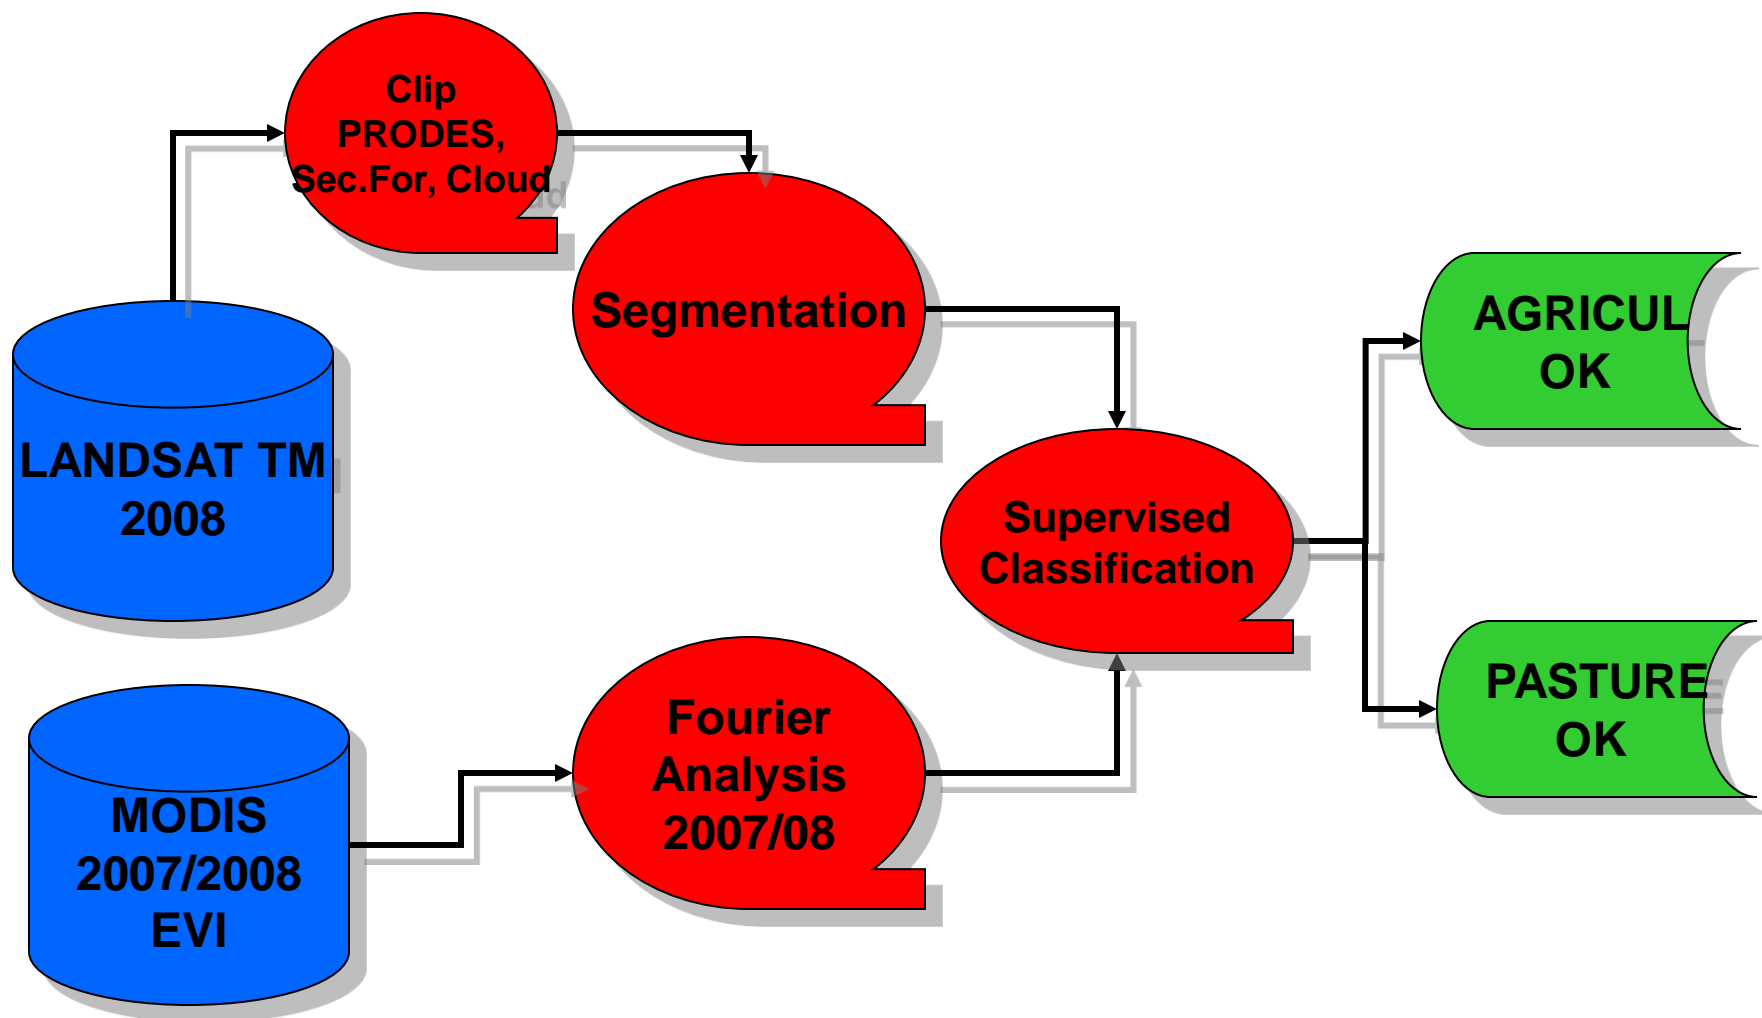 Clip
PRODES,
Sec.For, Cloud
Segmentation
LANDSAT TM
2008
Supervised
Classification
AGRICUL
OK
MODIS
2007/2008
EVI
Fourier
Analysis
2007/08
PASTURE
OK